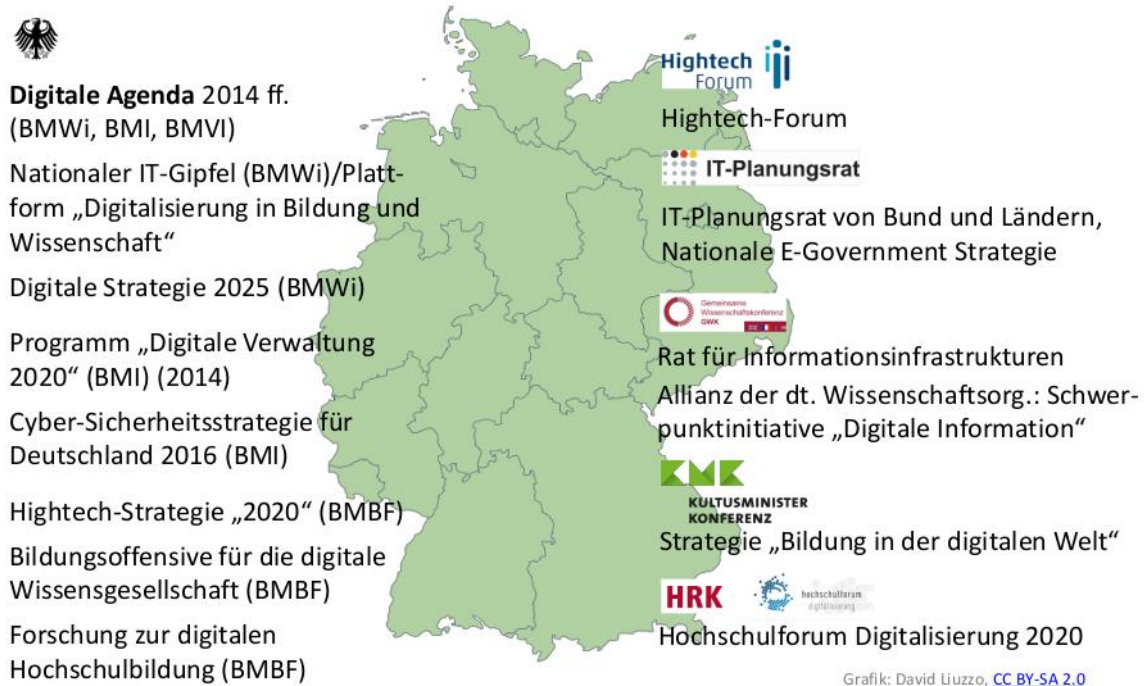 Digitale Agenda 2014 ff.
(BMWi, BMI, BMVI)
Nationaler IT-Gipfel (BMWi)/Platt-
form „Digitalisierung in Bildung und
Wissenschaft“
Digitale Strategie 2025 (BMWi)
Programm „Digitale Verwaltung
2020“ (BMI) (2014)
Cyber-Sicherheitsstrategie für
Deutschland 2016 (BMI)
Hightech-Strategie „2020“ (BMBF)
Bildungsoffensive für die digitale
Wissensgesellschaft (BMBF)
Forschung zur digitalen
Hochschulbildung (BMBF)
Hightech
Forum
Hightech-Forum
IT-Planungsrat
IT-Planungsrat von Bund und Ländern,
Nationale E-Government Strategie
Gemeinsame
Wissenschaftskonferenz
GWK
Rat für Informationsinfrastrukturen
Allianz der dt. Wissenschaftsorg.: Schwer-
punktinitiative „Digitale Information“
KMK
KULTUSMINISTER
KONFERENZ
Strategie „Bildung in der digitalen Welt“
HRK
hochschulforum
digitalisierung
Hochschulforum Digitalisierung 2020
Grafik: David Liuzzo, CC BY-SA 2.0